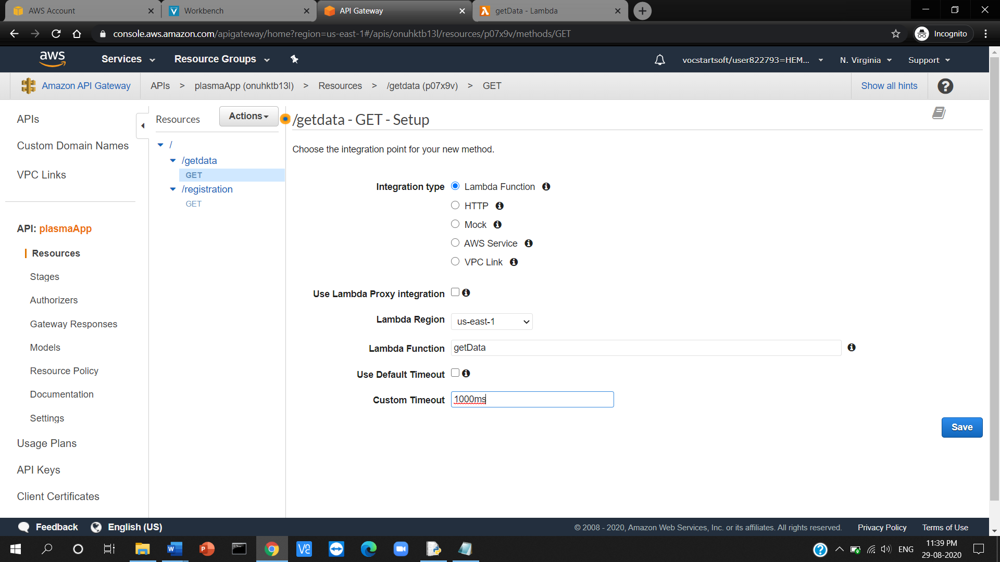 AWS Account
Workbench
API Gateway
getData - Lambda
console.aws.amazon.com/apigateway/home?region=us-east-1#/apis/onuhktb13l/resources/p07x9v/methods/GET
Incognito
aws
Services
Resource Groups
vocstartsoft/user822793=HEM...
N. Virginia
Support
Amazon API Gateway
APIs > plasmaApp (onuhktb13l) > Resources > /getdata (p07x9v) > GET
Show all hints
APIs
Custom Domain Names
VPC Links
API: plasmaApp
Resources
Stages
Authorizers
Gateway Responses
Models
Resource Policy
Documentation
Settings
Usage Plans
API Keys
Client Certificates
Resources
Actions
/
/getdata
GET
/registration
GET
/getdata - GET - Setup
Choose the integration point for your new method.
Integration type
Lambda Function
HTTP
Mock
AWS Service
VPC Link
Use Lambda Proxy integration
Lambda Region
us-east-1
Lambda Function
getData
Use Default Timeout
Custom Timeout
1000ms
Save
Feedback
English (US)
© 2008 - 2020, Amazon Web Services, Inc. or its affiliates. All rights reserved.
Privacy Policy
Terms of Use
ENG
11:39 PM
29-08-2020